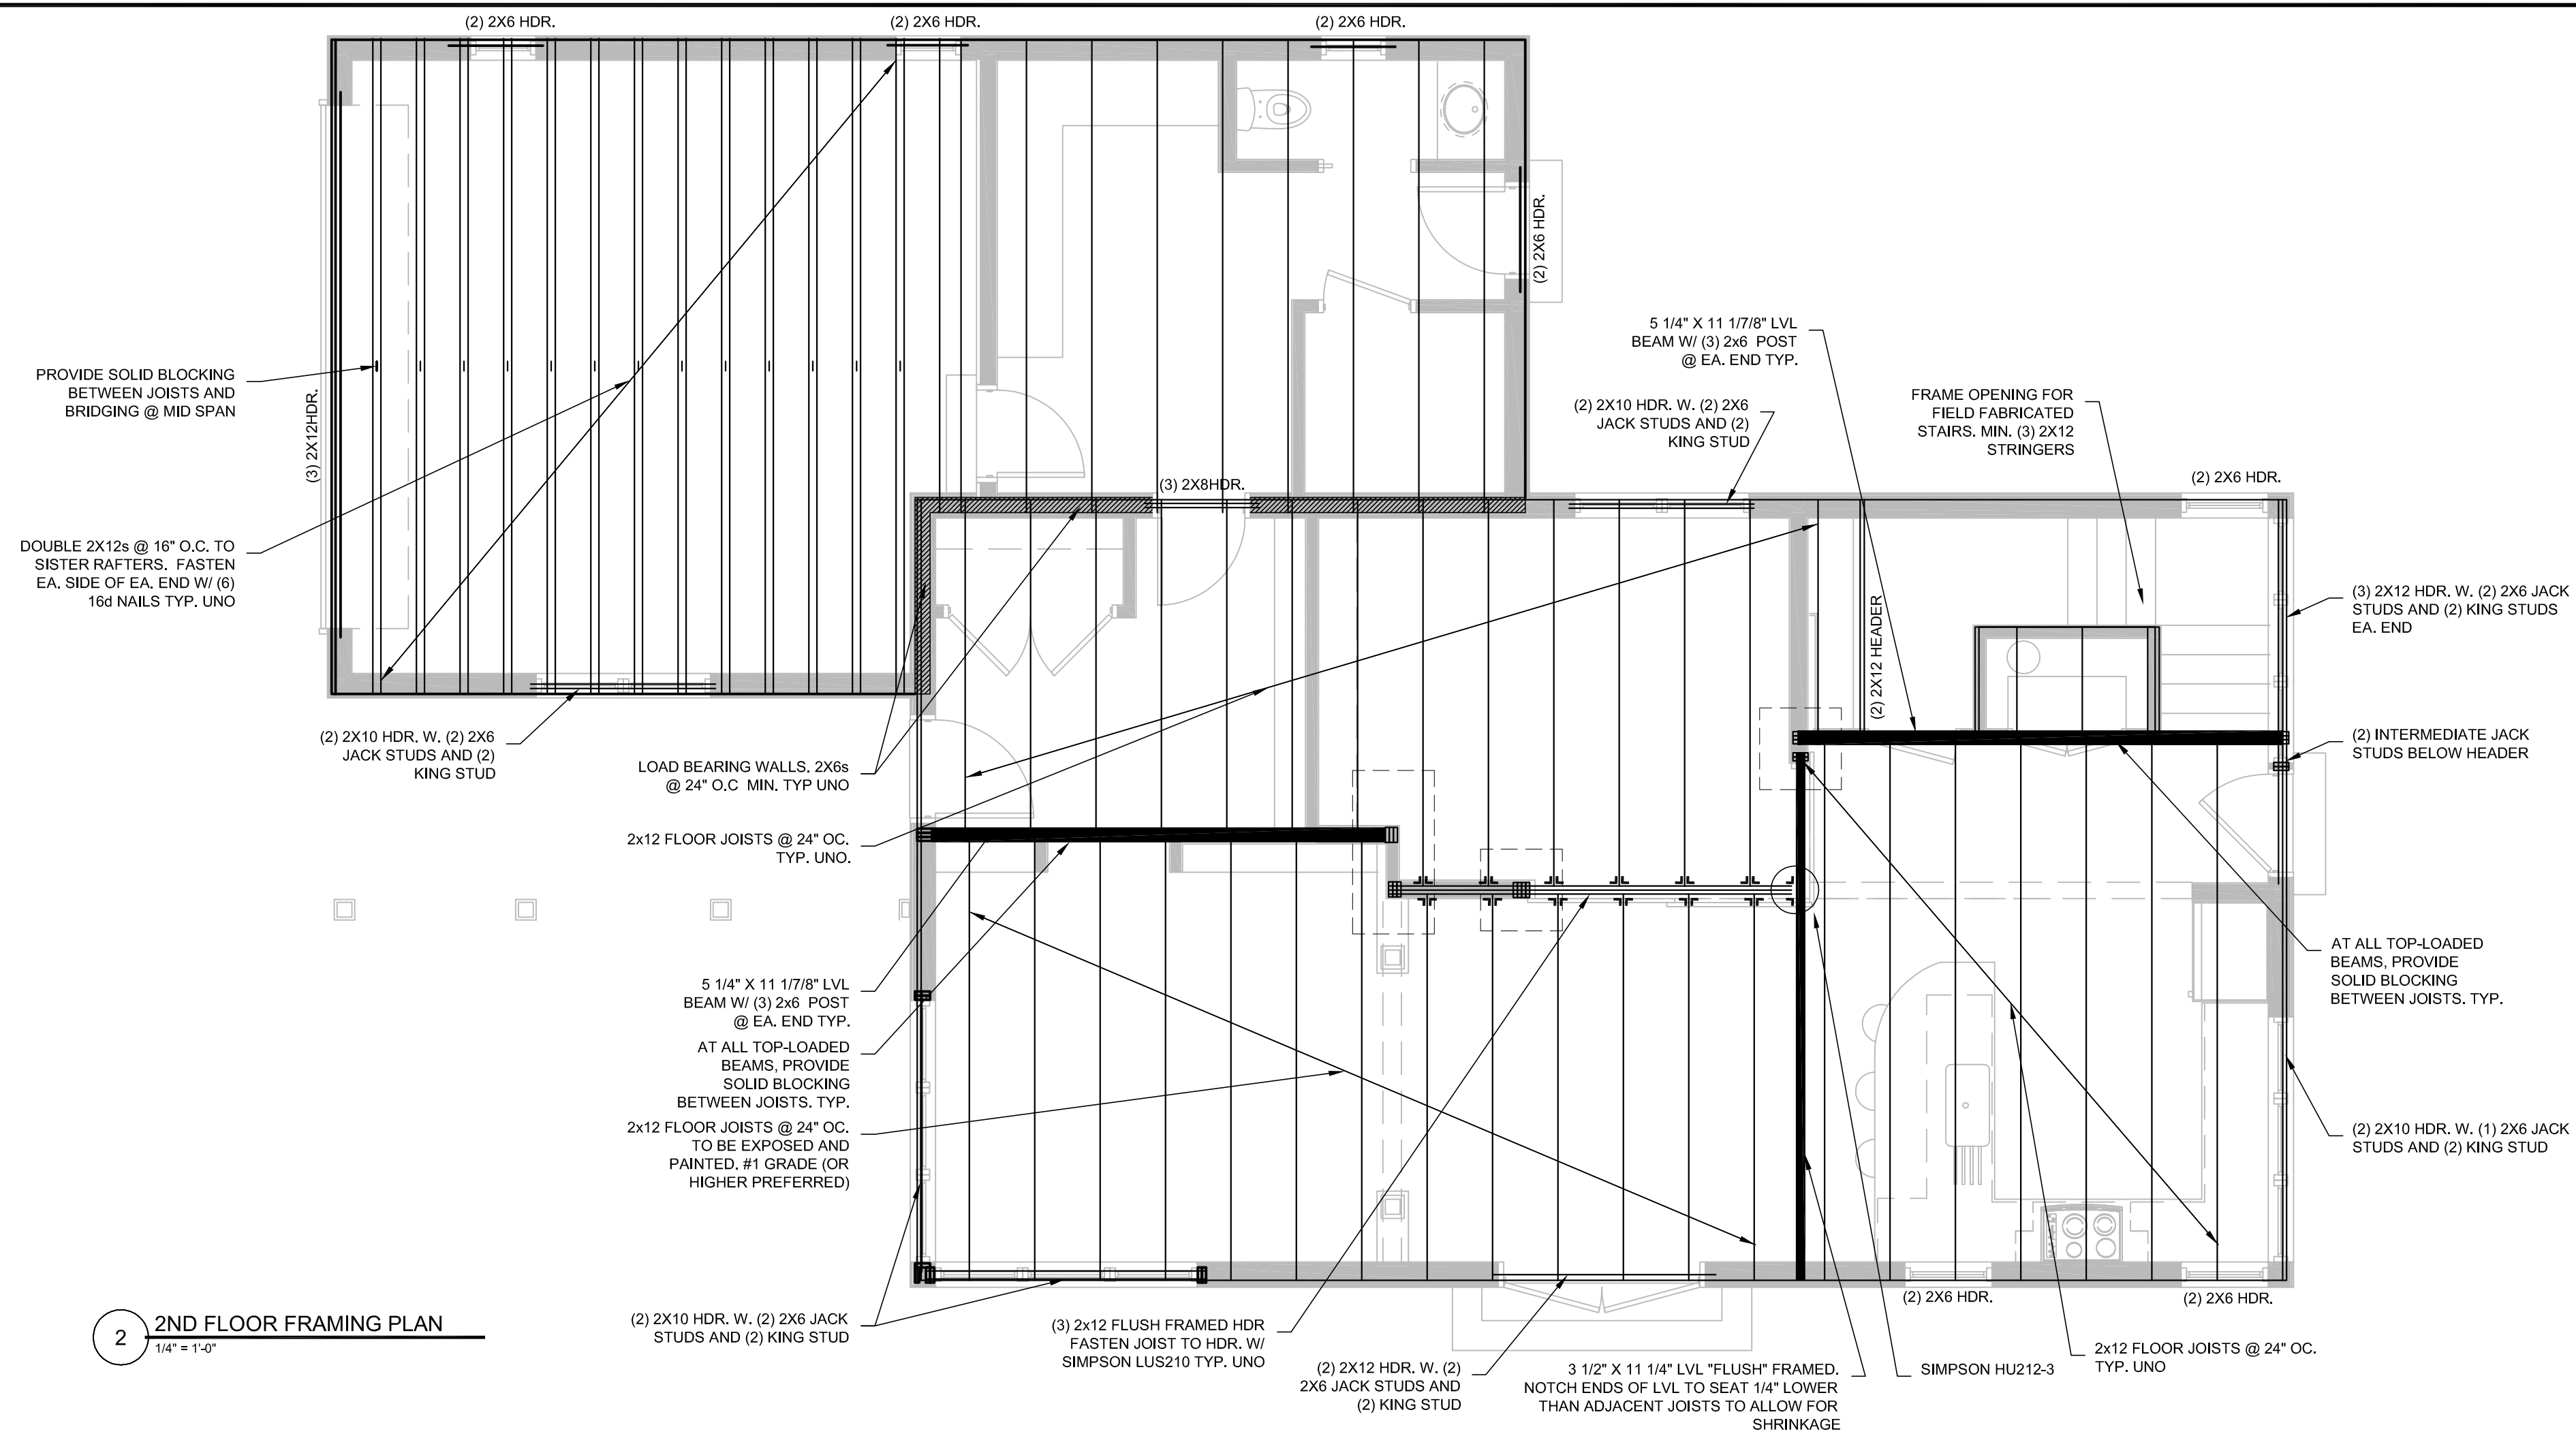 (2) 2X6 HDR.
(2) 2X6 HDR.
(2) 2X6 HDR.
(2) 2X6 HDR.
5 1/4" X 11 1/7/8" LVL
BEAM W/ (3) 2x6 POST
@ EA. END TYP.
PROVIDE SOLID BLOCKING
BETWEEN JOISTS AND
BRIDGING @ MID SPAN
(3) 2X12HDR.
(2) 2X10 HDR. W. (2) 2X6
JACK STUDS AND (2)
KING STUD
FRAME OPENING FOR
FIELD FABRICATED
STAIRS. MIN. (3) 2X12
STRINGERS
(2) 2X6 HDR.
(3) 2X8HDR.
DOUBLE 2X12s @ 16" O.C. TO
SISTER RAFTERS. FASTEN
EA. SIDE OF EA. END W/ (6)
16d NAILS TYP. UNO
(2) 2X12 HEADER
(3) 2X12 HDR. W. (2) 2X6 JACK
STUDS AND (2) KING STUDS
EA. END
(2) 2X10 HDR. W. (2) 2X6
JACK STUDS AND (2)
KING STUD
(2) INTERMEDIATE JACK
STUDS BELOW HEADER
LOAD BEARING WALLS. 2X6s
@ 24" O.C MIN. TYP UNO
2x12 FLOOR JOISTS @ 24" OC.
TYP. UNO.
AT ALL TOP-LOADED
BEAMS, PROVIDE
SOLID BLOCKING
BETWEEN JOISTS. TYP.
5 1/4" X 11 1/7/8" LVL
BEAM W/ (3) 2x6 POST
@ EA. END TYP.
AT ALL TOP-LOADED
BEAMS, PROVIDE
SOLID BLOCKING
BETWEEN JOISTS. TYP.
2x12 FLOOR JOISTS @ 24" OC.
TO BE EXPOSED AND
PAINTED. #1 GRADE (OR
HIGHER PREFERRED)
(2) 2X10 HDR. W. (1) 2X6 JACK
STUDS AND (2) KING STUD
(2) 2X6 HDR.
(2) 2X6 HDR.
2
2ND FLOOR FRAMING PLAN
1/4" = 1'-0"
(2) 2X10 HDR. W. (2) 2X6 JACK
STUDS AND (2) KING STUD
(3) 2x12 FLUSH FRAMED HDR
FASTEN JOIST TO HDR. W/
SIMPSON LUS210 TYP. UNO
(2) 2X12 HDR. W. (2)
2X6 JACK STUDS AND
(2) KING STUD
3 1/2" X 11 1/4" LVL "FLUSH" FRAMED.
NOTCH ENDS OF LVL TO SEAT 1/4" LOWER
THAN ADJACENT JOISTS TO ALLOW FOR
SHRINKAGE
SIMPSON HU212-3
2x12 FLOOR JOISTS @ 24" OC.
TYP. UNO